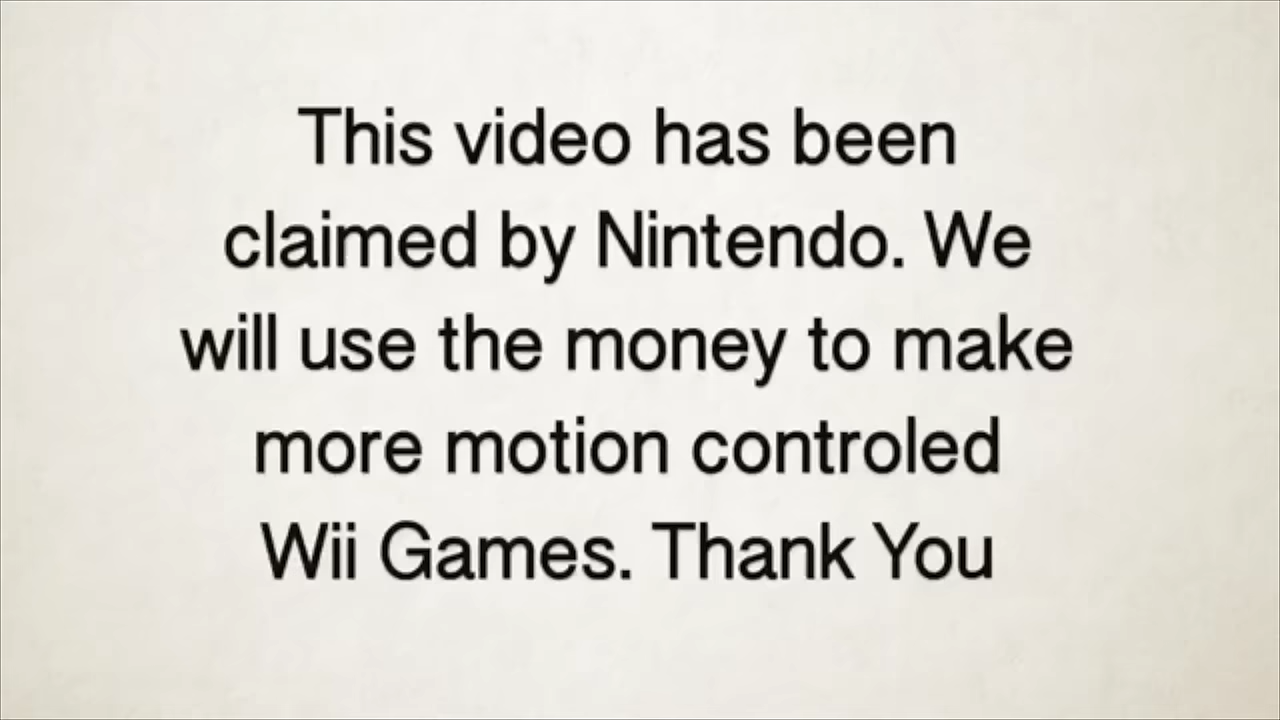 This video has been
claimed by Nintendo. We
will use the money to make
more motion controled
Wii Games. Thank You